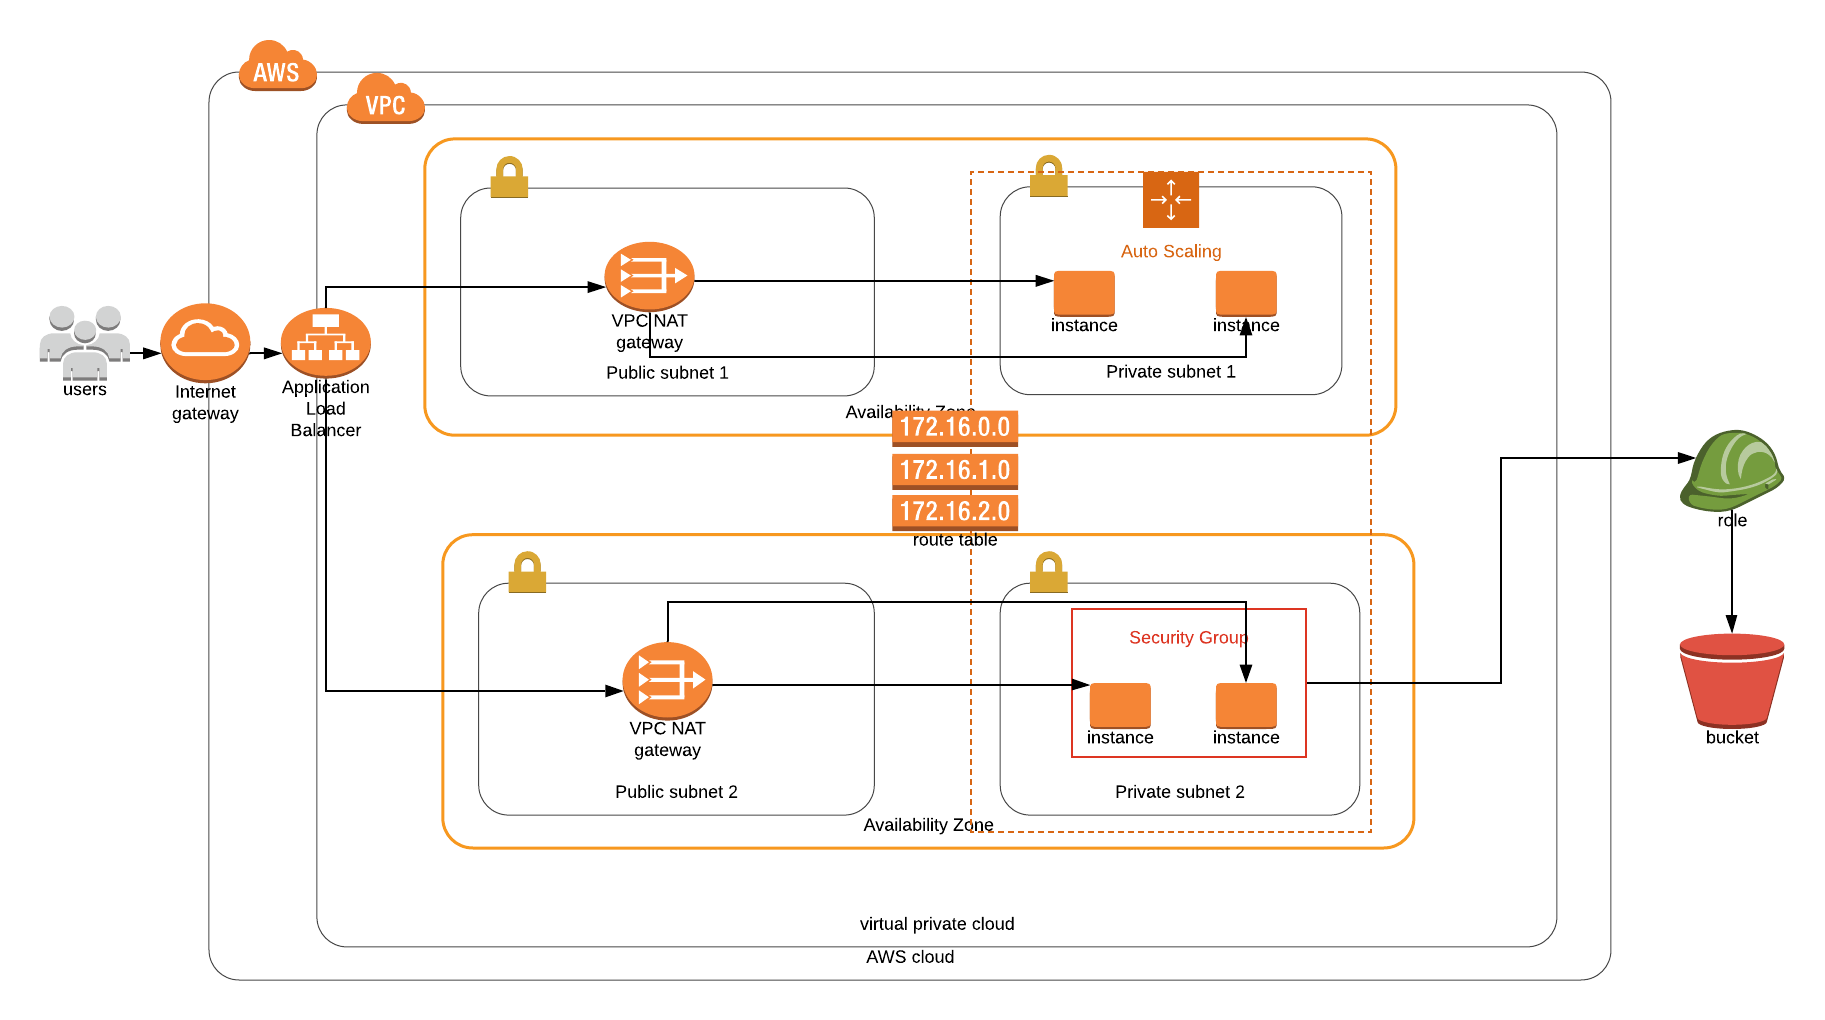 AWS
VPC
Auto Scaling
VPC NAT
gateway
instance
instance
Public subnet 1
Private subnet 1
users
Internet
gateway
Application
Load
Balancer
Availability Zone
172.16.0.0
172.16.1.0
172.16.2.0
route table
role
Security Group
VPC NAT
gateway
instance
instance
bucket
Public subnet 2
Private subnet 2
Availability Zone
virtual private cloud
AWS cloud